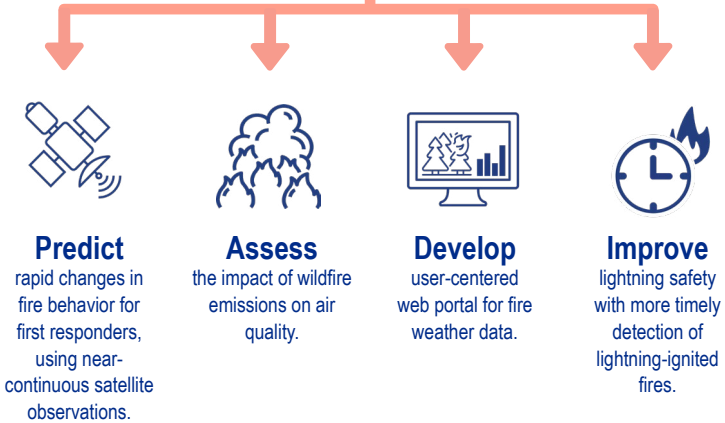 Predict
rapid changes in
fire behavior for
first responders,
using near-
continuous satellite
observations.
Assess
the impact of wildfire
emissions on air
quality.
Develop
user-centered
web portal for fire
weather data.
Improve
lightning safety
with more timely
detection of
lightning-ignited
fires.